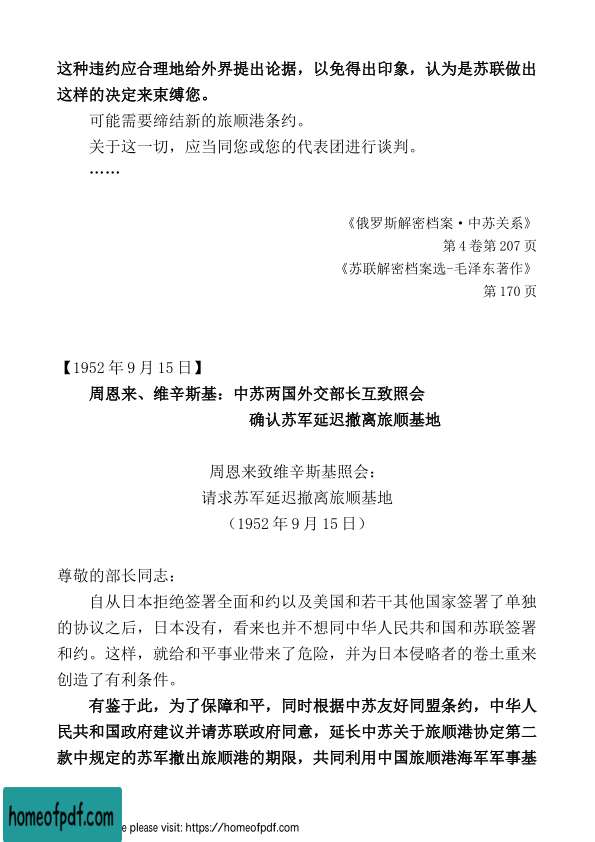 这种违约应合理地给外界提出论据，以免得出印象，认为是苏联做出
这样的决定来束缚您。
可能需要缔结新的旅顺港条约。
关于这一切，应当同您或您的代表团进行谈判。
……
《俄罗斯解密档案·中苏关系》
第 4 卷第 207 页
《苏联解密档案选-毛泽东著作》
第 170 页
【1952 年 9 月 15 日】
周恩来、维辛斯基：中苏两国外交部长互致照会
确认苏军延迟撤离旅顺基地
周恩来致维辛斯基照会：
请求苏军延迟撤离旅顺基地
（1952 年 9 月 15 日）
尊敬的部长同志：
自从日本拒绝签署全面和约以及美国和若干其他国家签署了单独
的协议之后，日本没有，看来也并不想同中华人民共和国和苏联签署
和约。这样，就给和平事业带来了危险，并为日本侵略者的卷土重来
创造了有利条件。
有鉴于此，为了保障和平，同时根据中苏友好同盟条约，中华人
民共和国政府建议并请苏联政府同意，延长中苏关于旅顺港协定第二
款中规定的苏军撤出旅顺港的期限，共同利用中国旅顺港海军军事基
homeofpdf.com
please visit: https://homeofpdf.com